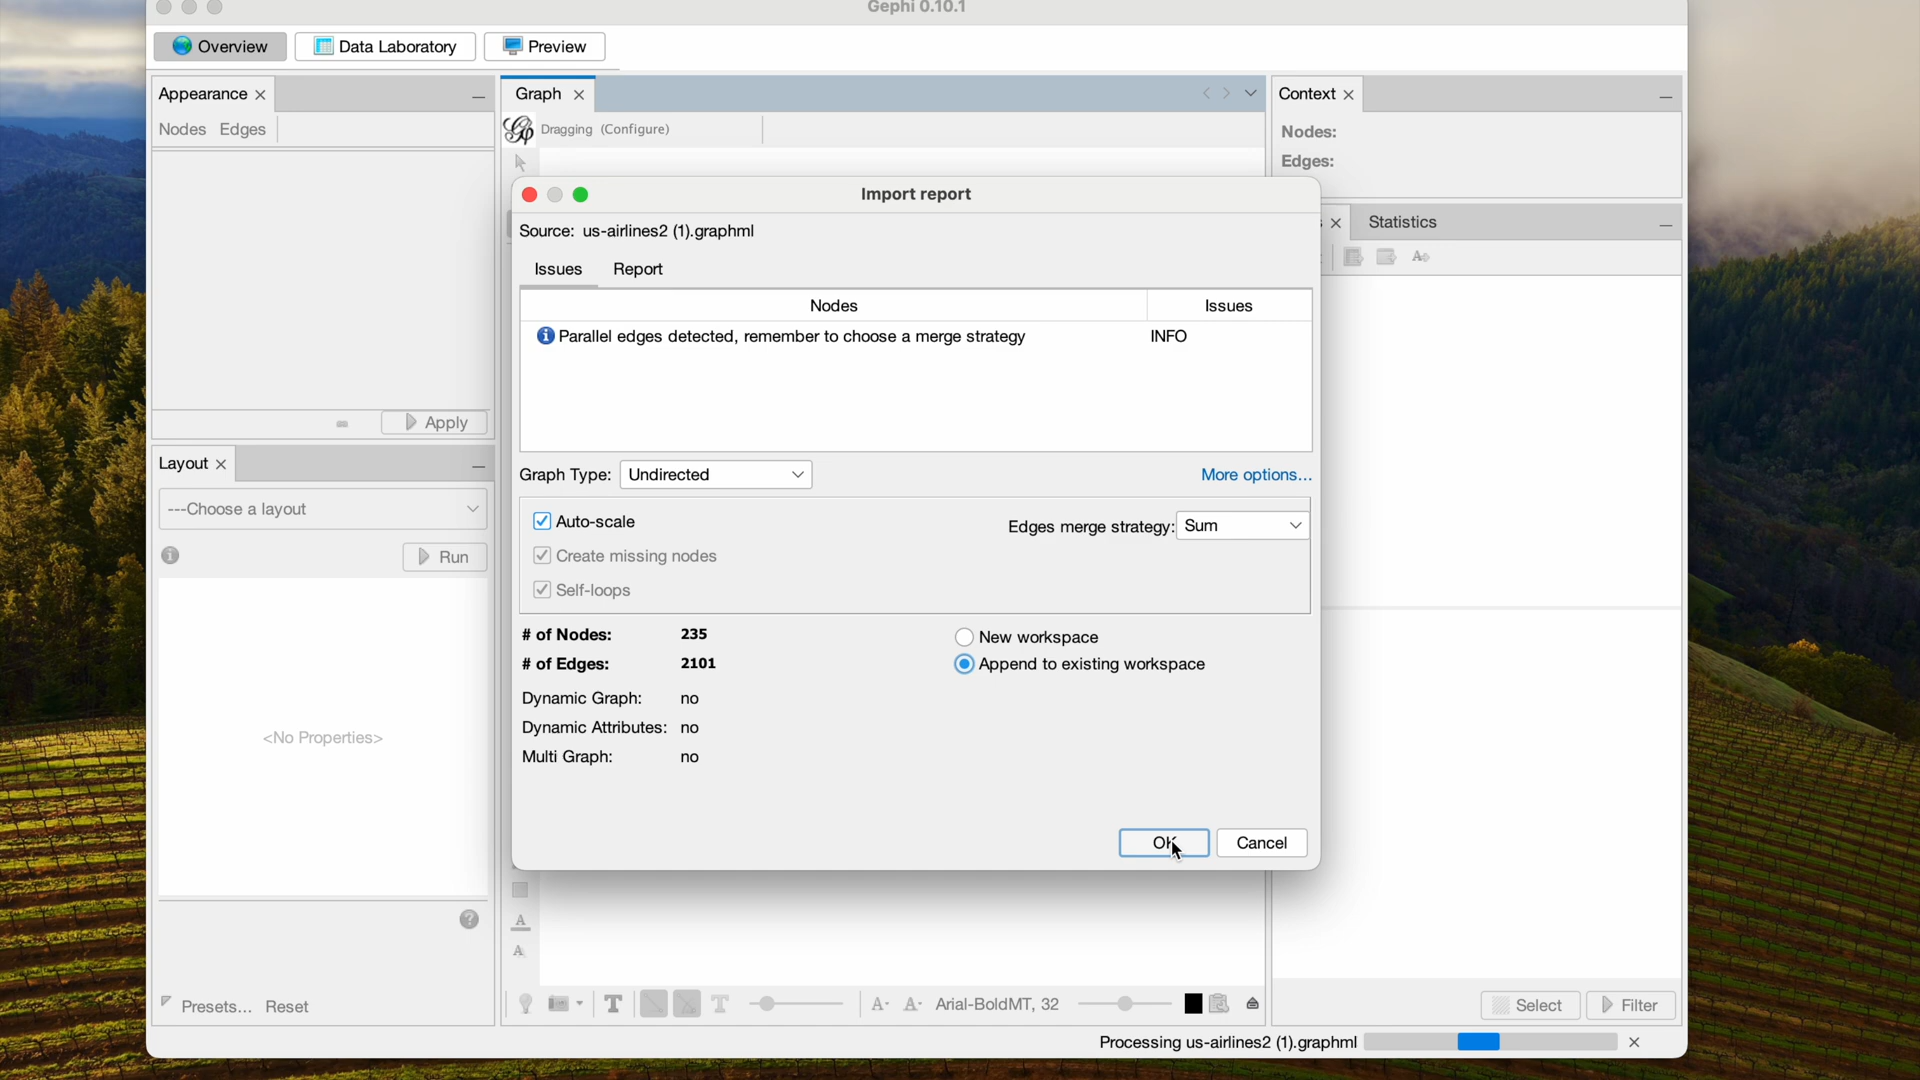 Gephi 0.10.1
Overview
Data Laboratory
Preview
Appearance
Graph
Context
Nodes Edges
Dragging (Configure)
Nodes:
Edges:
Import report
Source: us-airlines2 (1).graphml
Statistics
Issues Report
Nodes Issues
Parallel edges detected, remember to choose a merge strategy INFO
Apply
Layout
Graph Type: Undirected More options...
---Choose a layout
Auto-scale
Edges merge strategy: Sum
Create missing nodes
Run
Self-loops
# of Nodes: 235
New workspace
# of Edges: 2101
Append to existing workspace
Dynamic Graph: no
Dynamic Attributes: no
<No Properties>
Multi Graph: no
OK Cancel
Presets... Reset
Arial-BoldMT, 32
Select
Filter
Processing us-airlines2 (1).graphml